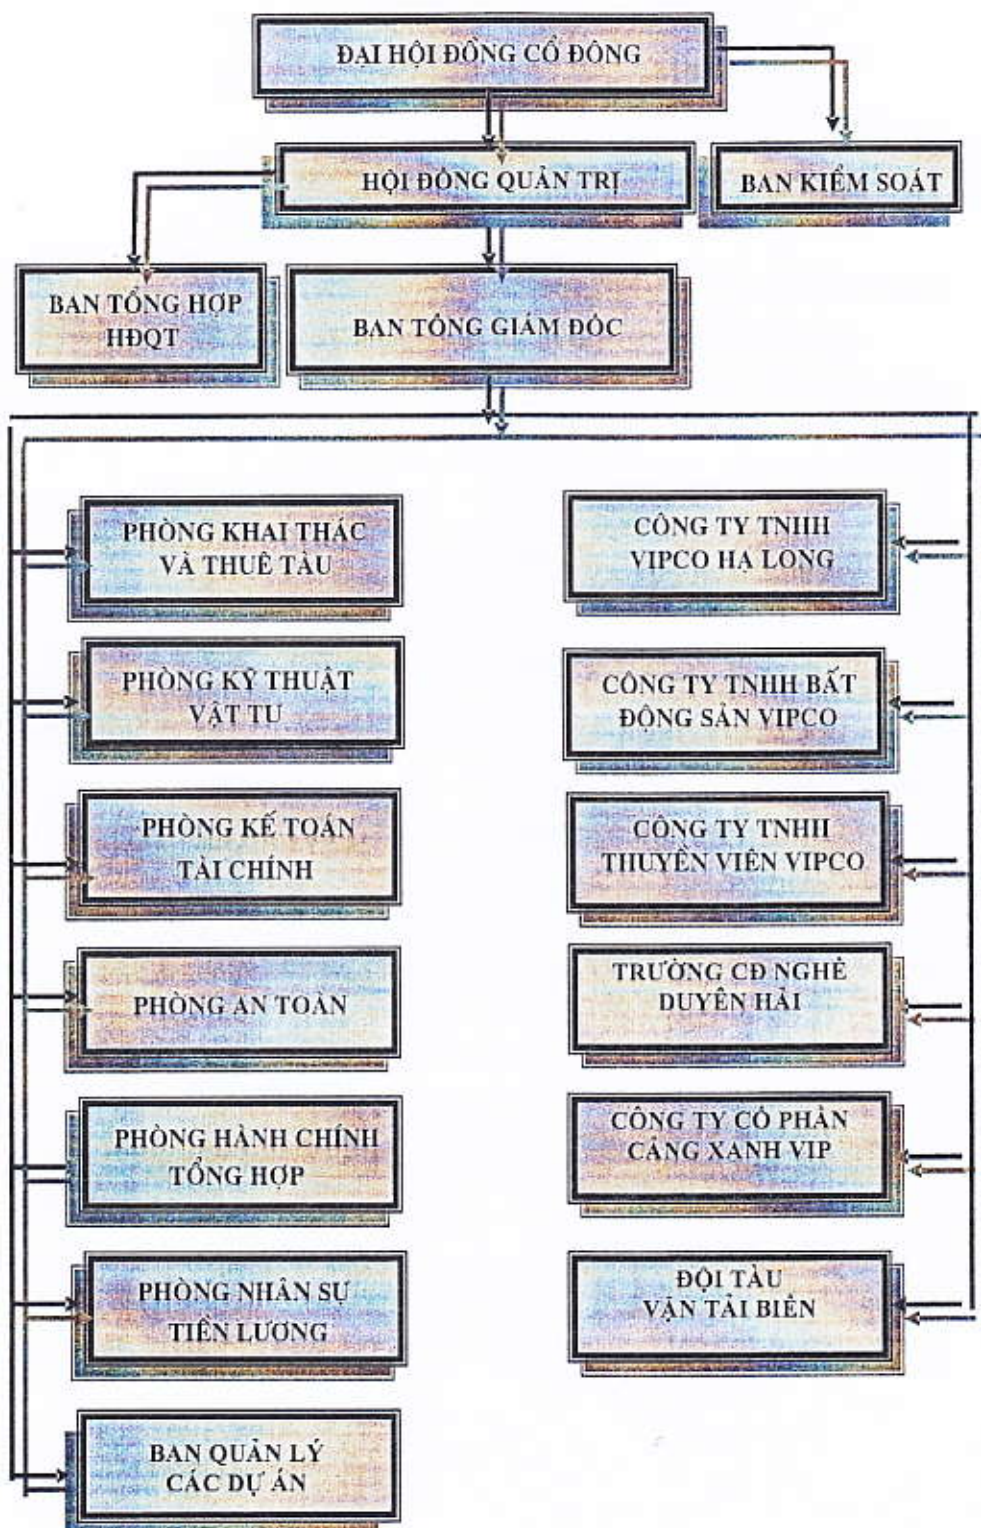 ĐẠI HỘI ĐỒNG CỔ ĐÔNG
HỘI ĐỒNG QUẢN TRỊ
BAN KIỂM SOÁT
BAN TỔNG HỢP
HĐQT
BAN TỔNG GIÁM ĐỐC
PHÒNG KHAI THÁC
VÀ THUÊ TÀU
CÔNG TY TNHH
VIPCO HẠ LONG
PHÒNG KỸ THUẬT
VẬT TƯ
CÔNG TY TNHH BẤT
ĐỘNG SẢN VIPCO
PHÒNG KẾ TOÁN
TÀI CHÍNH
CÔNG TY TNHH
THUYỀN VIÊN VIPCO
PHÒNG AN TOÀN
TRƯỜNG CĐ NGHỀ
DUYÊN HẢI
PHÒNG HÀNH CHÍNH
TỔNG HỢP
CÔNG TY CỔ PHẦN
CẢNG XANH VIP
PHÒNG NHÂN SỰ
TIỀN LƯƠNG
ĐỘI TÀU
VẬN TẢI BIỂN
BAN QUẢN LÝ
CÁC DỰ ÁN